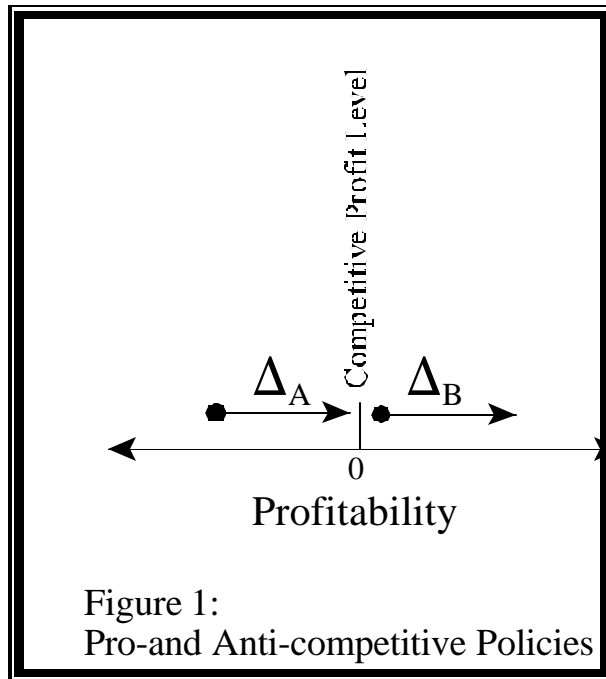 Competitive Profit Level
Δ_A
Δ_B
0
Profitability
Figure 1:
Pro-and Anti-competitive Policies